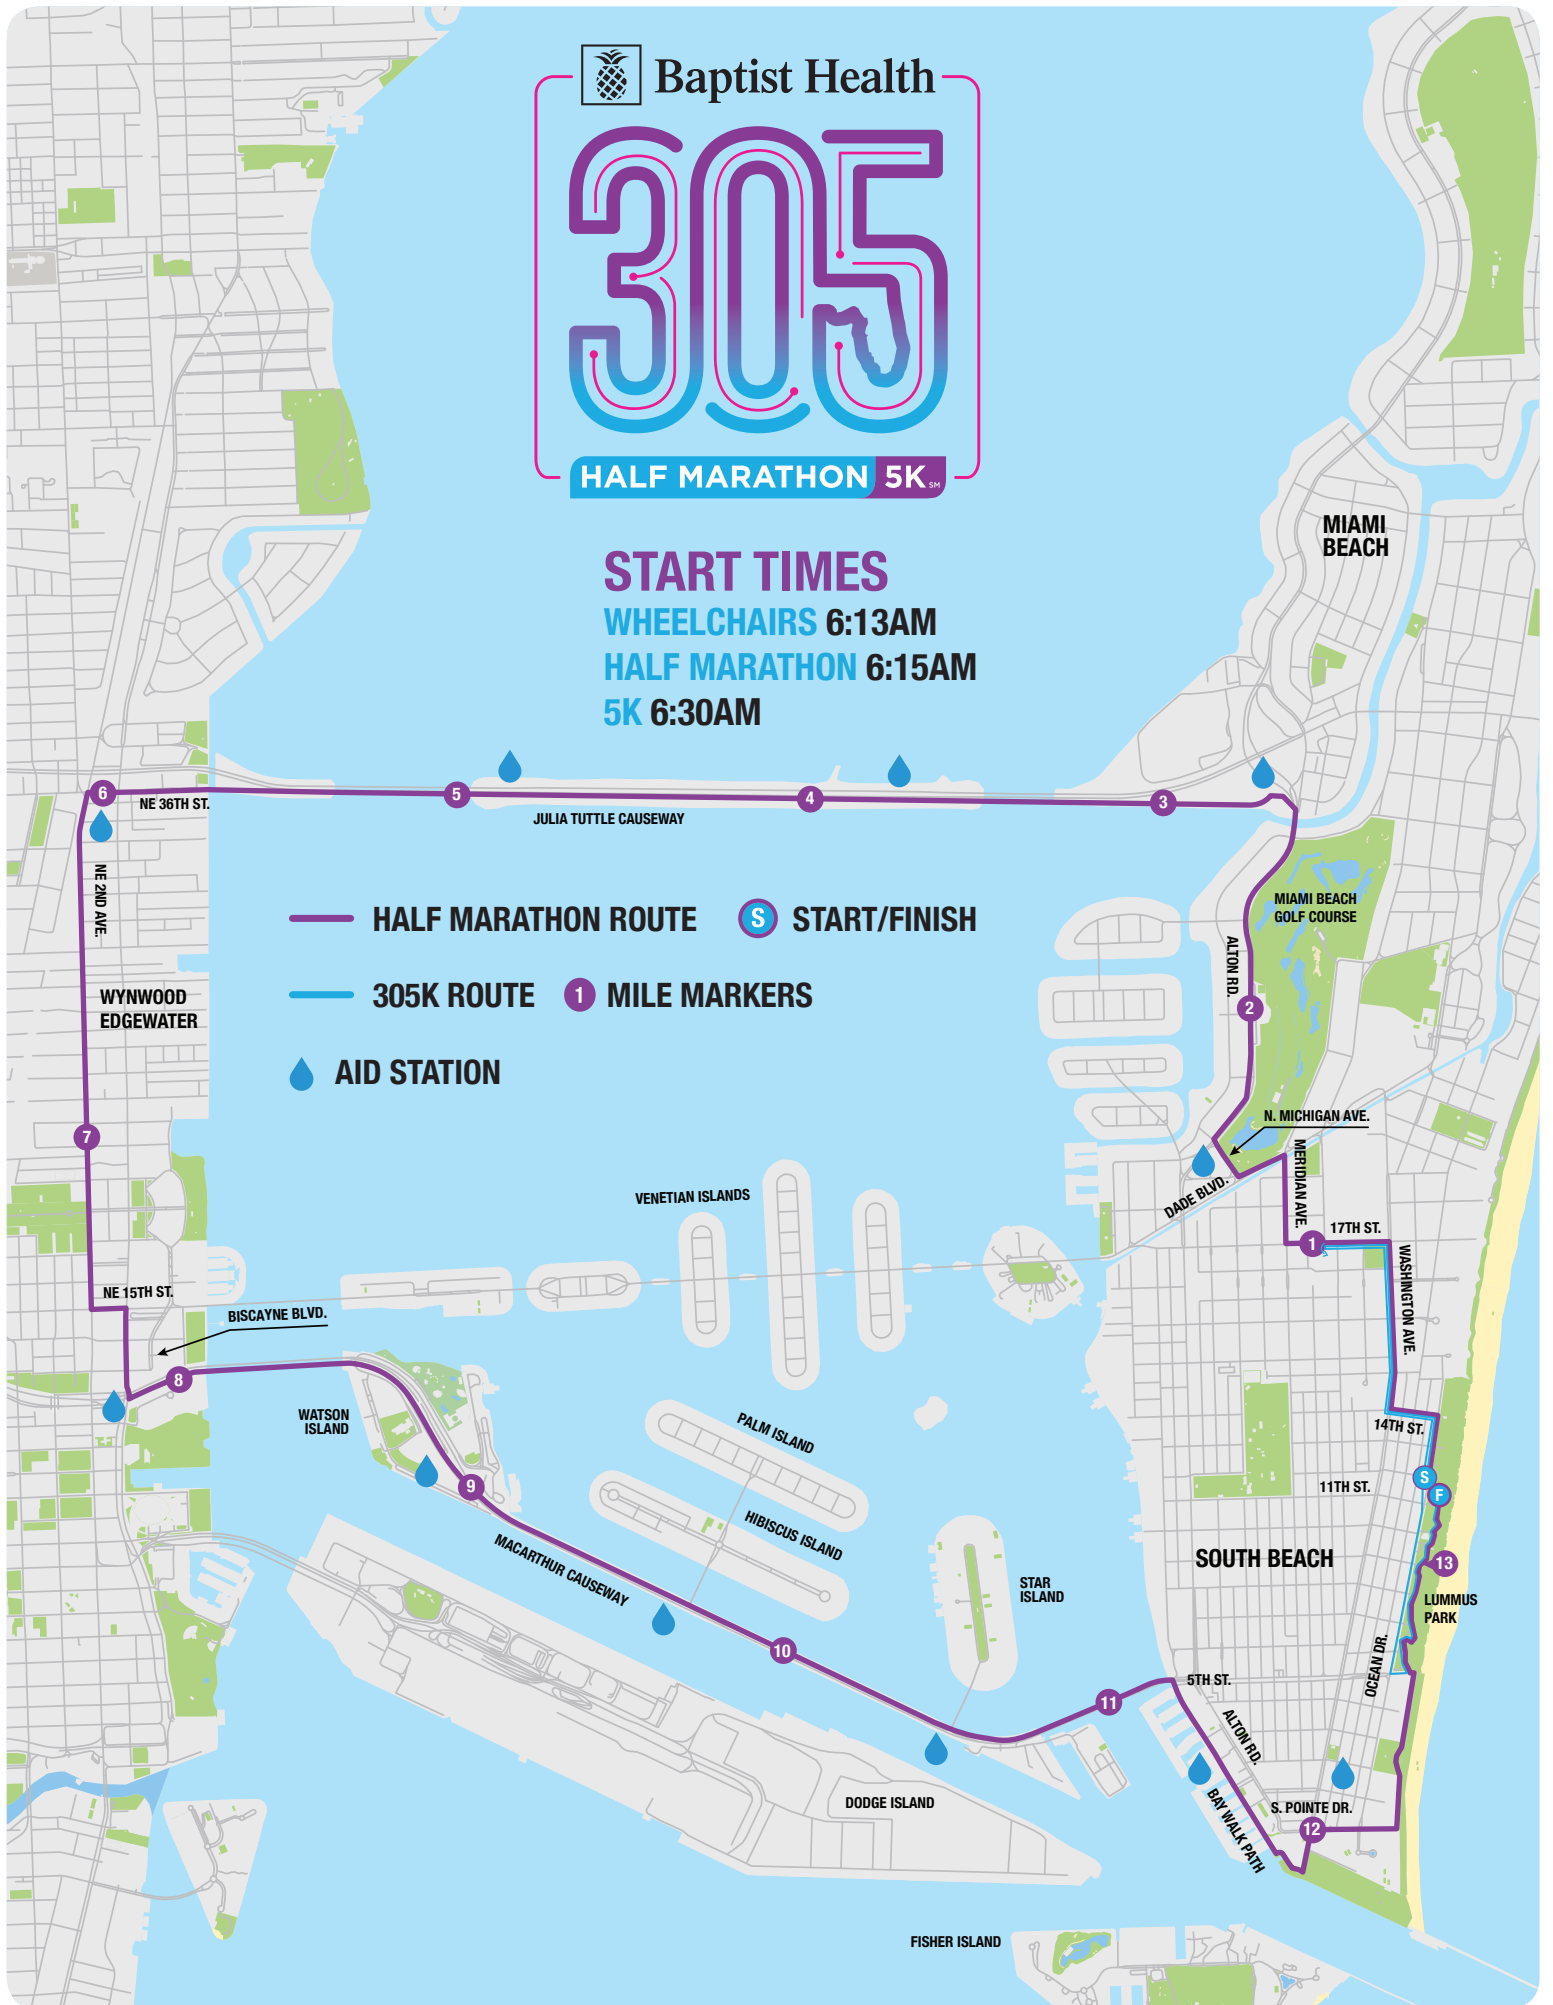 Baptist Health
305
HALF MARATHON 5K SM
START TIMES
WHEELCHAIRS 6:13AM
HALF MARATHON 6:15AM
5K 6:30AM
MIAMI
BEACH
6
NE 36TH ST.
5
4
3
JULIA TUTTLE CAUSEWAY
NE 2ND AVE.
HALF MARATHON ROUTE
S START/FINISH
305K ROUTE
1 MILE MARKERS
AID STATION
MIAMI BEACH
GOLF COURSE
ALTON RD.
2
WYNWOOD
EDGEWATER
N. MICHIGAN AVE.
7
MERIDIAN AVE.
DADE BLVD.
VENETIAN ISLANDS
17TH ST.
1
WASHINGTON AVE.
NE 15TH ST.
BISCAYNE BLVD.
8
WATSON
ISLAND
PALM ISLAND
14TH ST.
S
F
11TH ST.
9
HIBISCUS ISLAND
MACARTHUR CAUSEWAY
SOUTH BEACH
13
STAR
ISLAND
LUMMUS
PARK
10
OCEAN DR.
5TH ST.
11
ALTON RD.
BAY WALK PATH
DODGE ISLAND
S. POINTE DR.
12
FISHER ISLAND